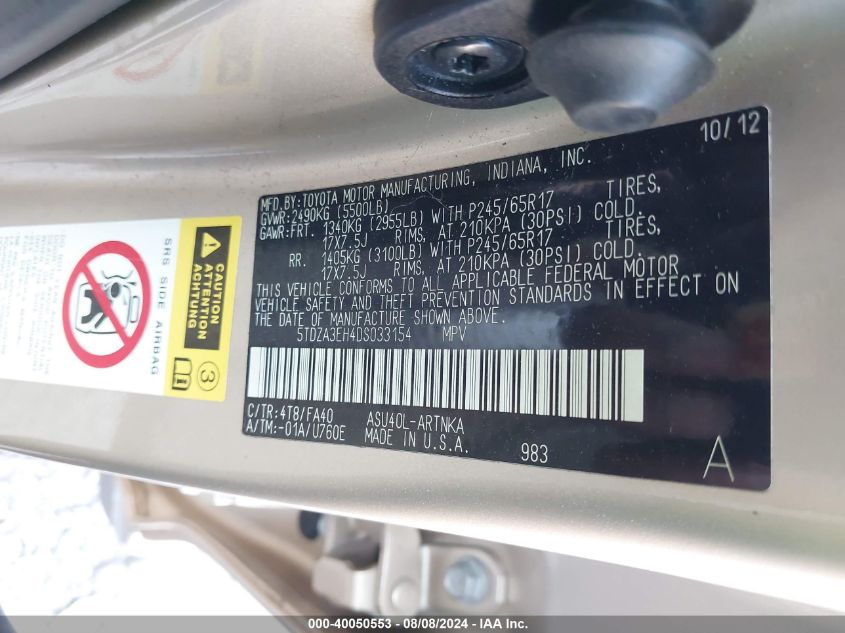 10/12
MFD.BY:TOYOTA MOTOR MANUFACTURING, INDIANA, INC.
GVWR:2490KG (5500LB)
GAWR:FRT. 1340KG (2955LB) WITH P245/65R17 TIRES,
17X7.5J RIMS, AT 210KPA (30PSI) COLD.
RR. 1405KG (3100LB) WITH P245/65R17 TIRES,
17X7.5J RIMS, AT 210KPA (30PSI) COLD.
THIS VEHICLE CONFORMS TO ALL APPLICABLE FEDERAL MOTOR
VEHICLE SAFETY AND THEFT PREVENTION STANDARDS IN EFFECT ON
THE DATE OF MANUFACTURE SHOWN ABOVE.
5TDZA3EH4DS033154 MPV
C/TR:4T8/FA40 ASU40L-ARTNKA
A/TM:-01A/U760E MADE IN U.S.A.
983
A
SRS SIDE AIRBAG
CAUTION
ATTENTION
ACHTUNG
3
000-40050553 — 08/08/2024 — IAA Inc.